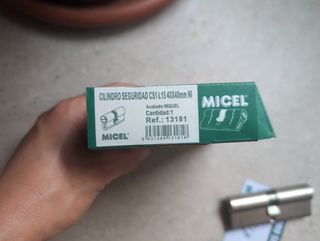 CILINDRO SEGURIDAD CS1 L15 40X40mm NI
Acabado:NIQUEL
Cantidad:1
Ref.: 13181
MICEL
MICEL